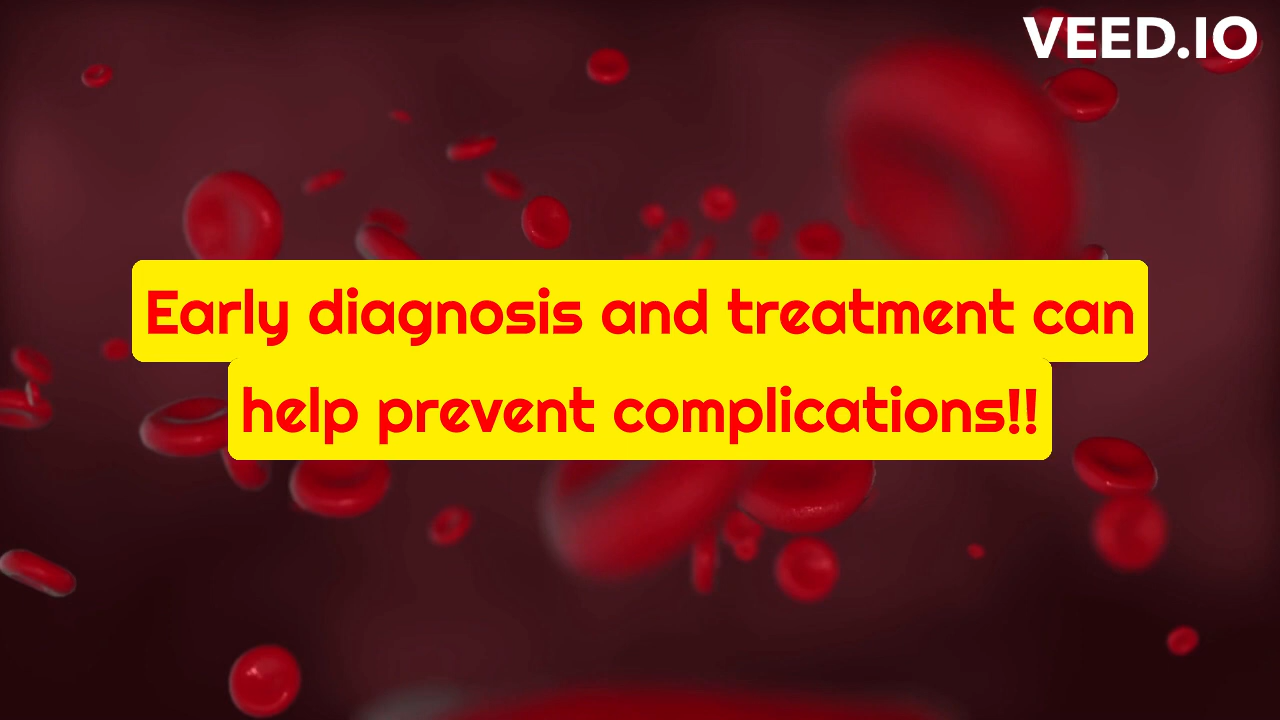 VEED.IO
Early diagnosis and treatment can
help prevent complications!!